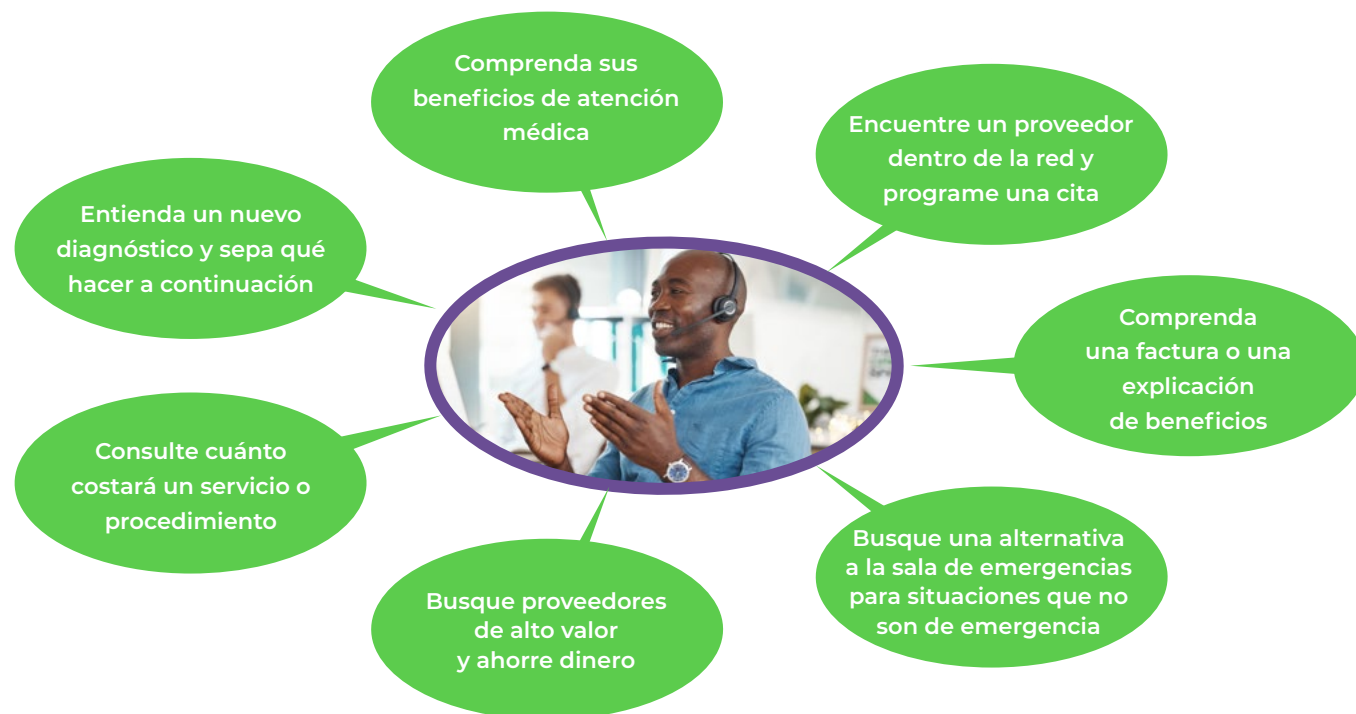 Comprenda sus
beneficios de atención
médica
Encuentre un proveedor
dentro de la red y
programe una cita
Entienda un nuevo
diagnóstico y sepa qué
hacer a continuación
Comprenda
una factura o una
explicación
de beneficios
Consulte cuánto
costará un servicio o
procedimiento
Busque una alternativa
a la sala de emergencias
para situaciones que no
son de emergencia
Busque proveedores
de alto valor
y ahorre dinero